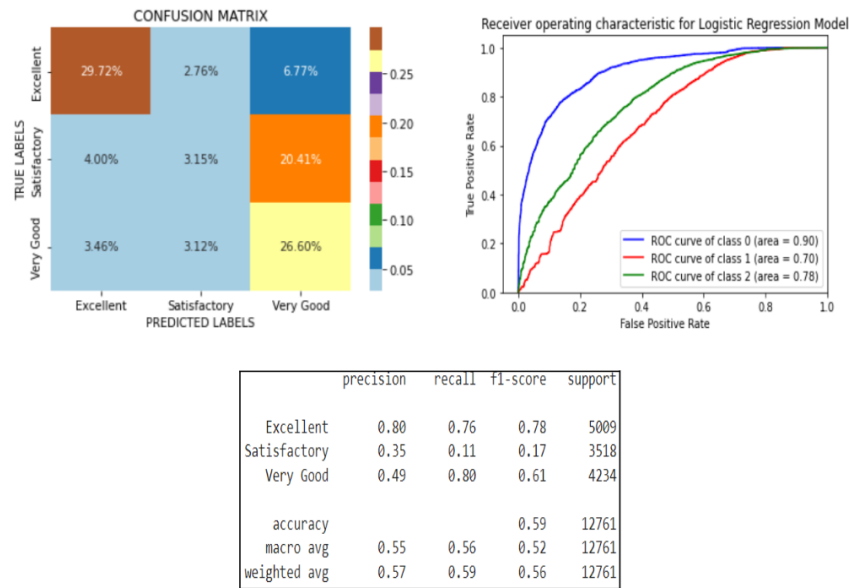 CONFUSION MATRIX
Excellent
29.72% 2.76% 6.77%
TRUE LABELS
Satisfactory
4.00% 3.15% 20.41%
Very Good
3.46% 3.12% 26.60%
Excellent Satisfactory Very Good
PREDICTED LABELS
0.25
0.20
0.15
0.10
0.05
Receiver operating characteristic for Logistic Regression Model
True Positive Rate
1.0
0.8
0.6
0.4
0.2
0.0
ROC curve of class 0 (area = 0.90)
ROC curve of class 1 (area = 0.70)
ROC curve of class 2 (area = 0.78)
0.0 0.2 0.4 0.6 0.8 1.0
False Positive Rate
precision recall f1-score support
Excellent 0.80 0.76 0.78 5009
Satisfactory 0.35 0.11 0.17 3518
Very Good 0.49 0.80 0.61 4234
accuracy 0.59 12761
macro avg 0.55 0.56 0.52 12761
weighted avg 0.57 0.59 0.56 12761